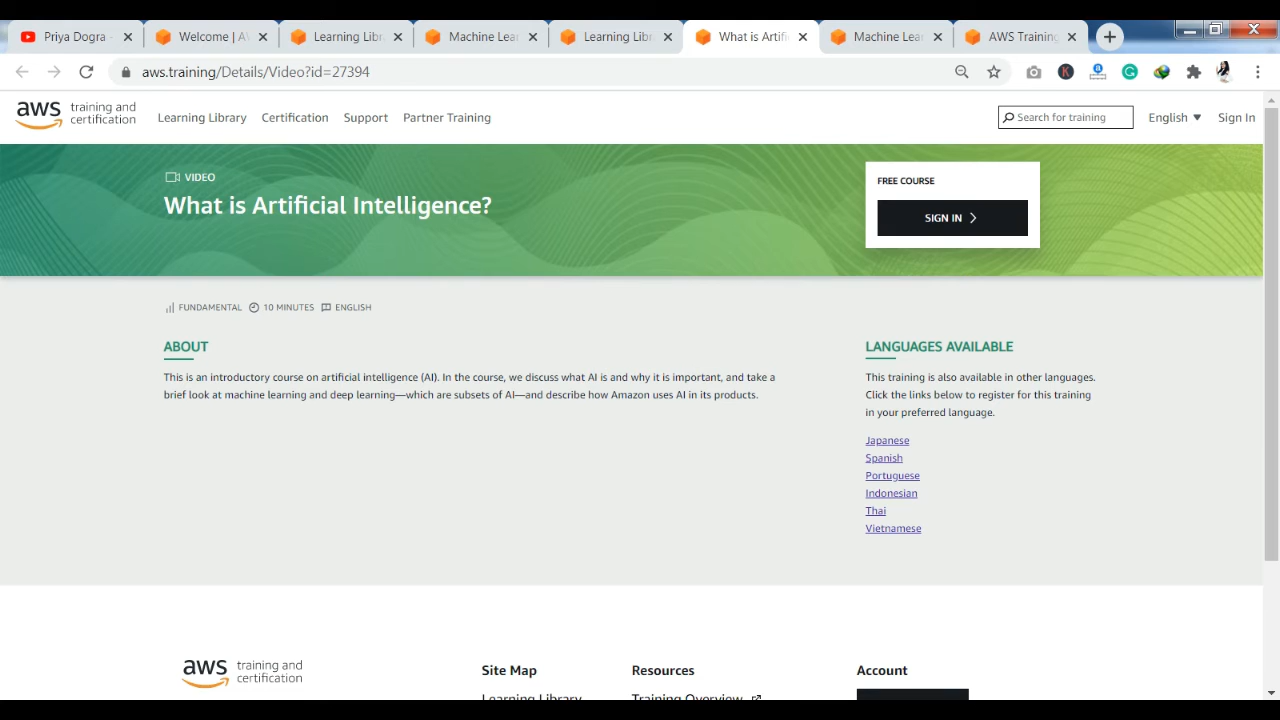 Priya Dogra -
Welcome | A
Learning Libr
Machine Le
Learning Libr
What is Artifi
Machine Lear
AWS Training
aws.training/Details/Video?id=27394
aws training and certification
Learning Library
Certification
Support
Partner Training
Search for training
English
Sign In
VIDEO
What is Artificial Intelligence?
FREE COURSE
SIGN IN
FUNDAMENTAL 10 MINUTES ENGLISH
ABOUT
This is an introductory course on artificial intelligence (AI). In the course, we discuss what AI is and why it is important, and take a
brief look at machine learning and deep learning—which are subsets of AI—and describe how Amazon uses AI in its products.
LANGUAGES AVAILABLE
This training is also available in other languages.
Click the links below to register for this training
in your preferred language.
Japanese
Spanish
Portuguese
Indonesian
Thai
Vietnamese
aws training and certification
Site Map
Learning Library
Resources
Training Overview
Account